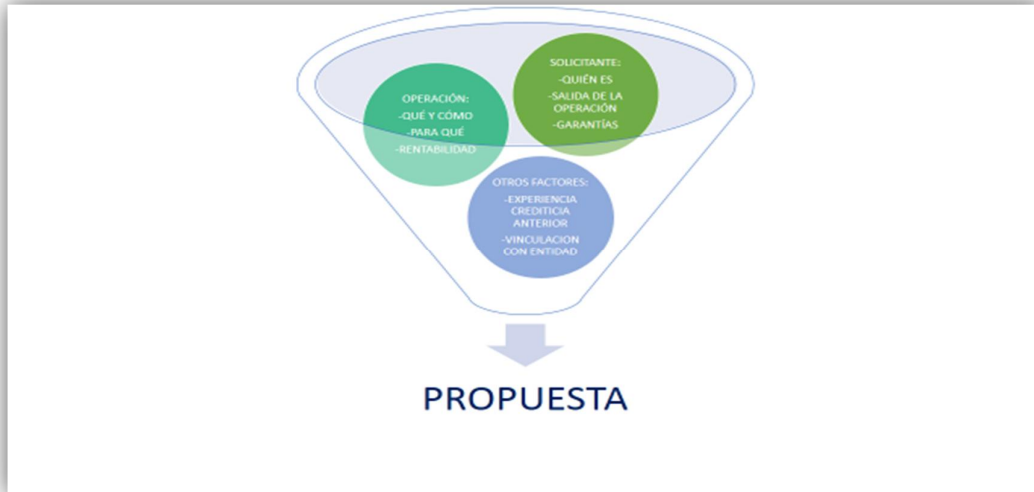 OPERACIÓN:
-QUÉ Y CÓMO
-PARA QUÉ
-RENTABILIDAD
SOLICITANTE:
-QUIÉN ES
-SALIDA DE LA
OPERACIÓN
-GARANTÍAS
OTROS FACTORES:
-EXPERIENCIA
CREDITICIA
ANTERIOR
-VINCULACION
CON ENTIDAD
PROPUESTA